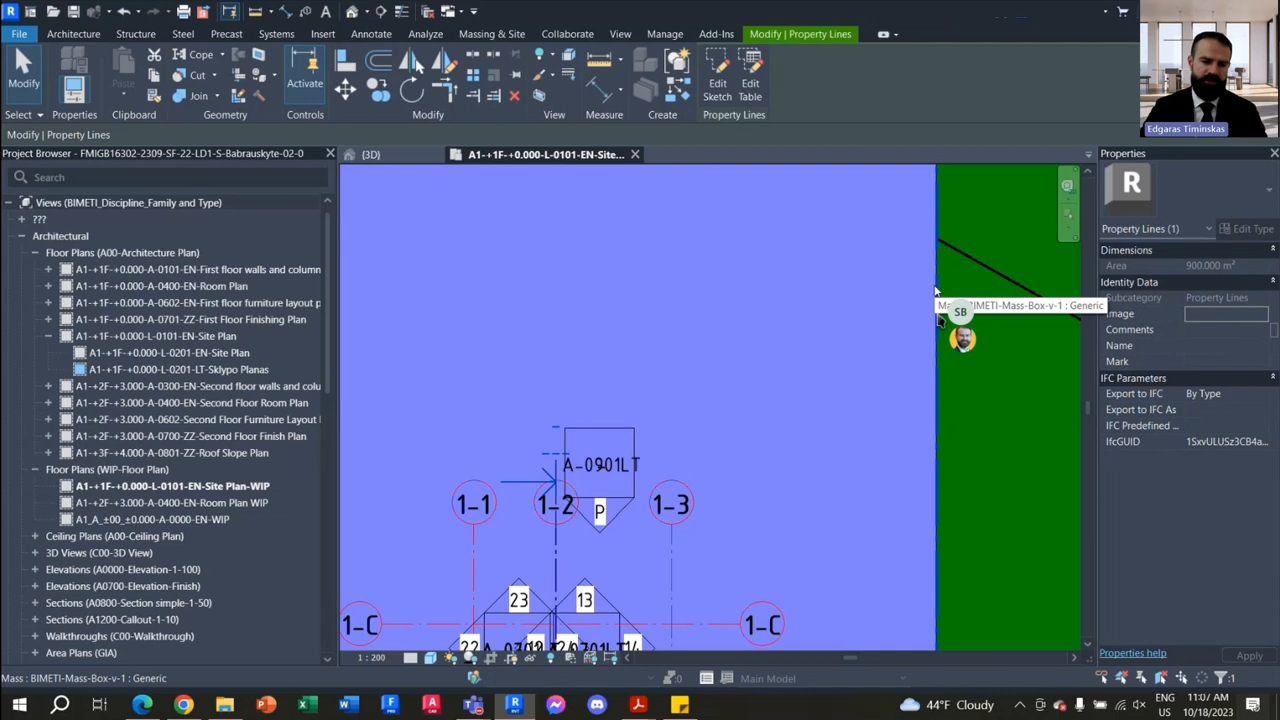 File
Architecture
Structure
Steel
Precast
Systems
Insert
Annotate
Analyze
Massing & Site
Collaborate
View
Manage
Add-Ins
Modify | Property Lines
Modify
Properties
Paste
Cope
Cut
Join
Activate
Edit Sketch
Edit Table
Select
Properties
Clipboard
Geometry
Controls
Modify
View
Measure
Create
Property Lines
Edgaras Timinskas
Modify | Property Lines
Project Browser - FMIGB16302-2309-SF-22-LD1-S-Babrauskyte-02-0
{3D}
A1-+1F-+0.000-L-0101-EN-Site...
Properties
Search
Views (BIMETI_Discipline_Family and Type)
???
Architectural
Floor Plans (A00-Architecture Plan)
A1-+1F-+0.000-A-0101-EN-First floor walls and column
A1-+1F-+0.000-A-0400-EN-Room Plan
A1-+1F-+0.000-A-0602-EN-First floor furniture layout p
A1-+1F-+0.000-A-0701-ZZ-First Floor Finishing Plan
A1-+1F-+0.000-L-0101-EN-Site Plan
A1-+1F-+0.000-L-0201-EN-Site Plan
A1-+1F-+0.000-L-0201-LT-Sklypo Planas
A1-+2F-+3.000-A-0300-EN-Second floor walls and co
A1-+2F-+3.000-A-0400-EN-Second Floor Room Plan
A1-+2F-+3.000-A-0602-Second Floor Furniture Layout
A1-+2F-+3.000-A-0700-ZZ-Second Floor Finish Plan
A1-+3F-+4.000-A-0801-ZZ-Roof Slope Plan
Floor Plans (WIP-Floor Plan)
A1-+1F-+0.000-L-0101-EN-Site Plan-WIP
A1-+2F-+3.000-A-0400-EN-Room Plan WIP
A1_A_±00_±0.000-A-0000-EN-WIP
Ceiling Plans (A00-Ceiling Plan)
3D Views (C00-3D View)
Elevations (A0000-Elevation-1-100)
Elevations (A0700-Elevation-Finish)
Sections (A0800-Section simple-1-50)
Sections (A1200-Callout-1-10)
Walkthroughs (C00-Walkthrough)
Area Plans (GIA)
SB
A-0901LT
1-1
1-2
1-3
P
23
13
1-C
1-C
22
14
1 : 200
R
Property Lines (1)
Edit Type
Dimensions
Area
900.000 m²
Identity Data
Subcategory
Property Lines
Image
Comments
Name
Mark
IFC Parameters
Export to IFC
By Type
Export to IFC As
IFC Predefined ...
IfcGUID
1SxvULUSz3CB4a...
Properties help
Apply
Mass : BIMETI-Mass-Box-v-1 : Generic
:0
Main Model
:1
44°F Cloudy
ENG
US
11:07 AM
10/18/2023